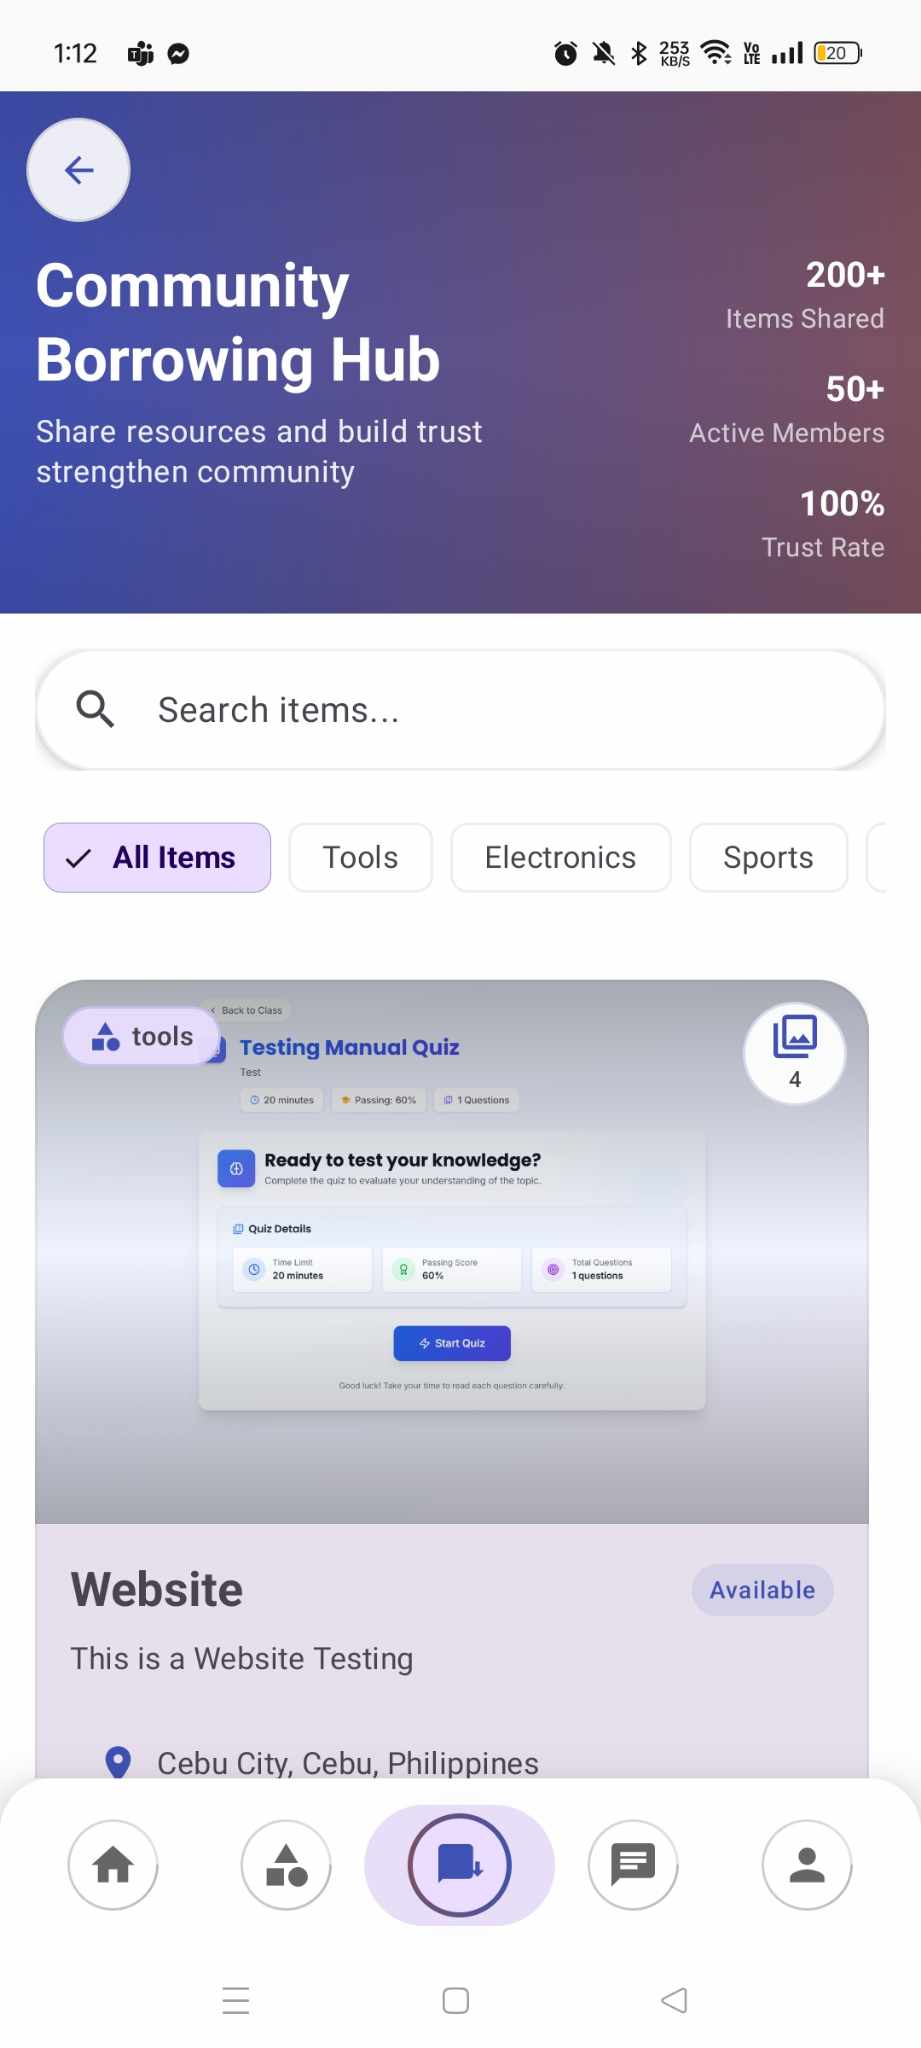 1:12
253
KB/S
Vo
LTE
20
Community
Borrowing Hub
Share resources and build trust
strengthen community
200+
Items Shared
50+
Active Members
100%
Trust Rate
Search items...
All Items
Tools
Electronics
Sports
tools
Back to Class
4
Testing Manual Quiz
Test
20 minutes
Passing: 60%
1 Questions
Ready to test your knowledge?
Complete the quiz to evaluate your understanding of the topic.
Quiz Details
Time Limit
20 minutes
Passing Score
60%
Total Questions
1 questions
Start Quiz
Good luck! Take your time to read each question carefully.
Website
Available
This is a Website Testing
Cebu City, Cebu, Philippines